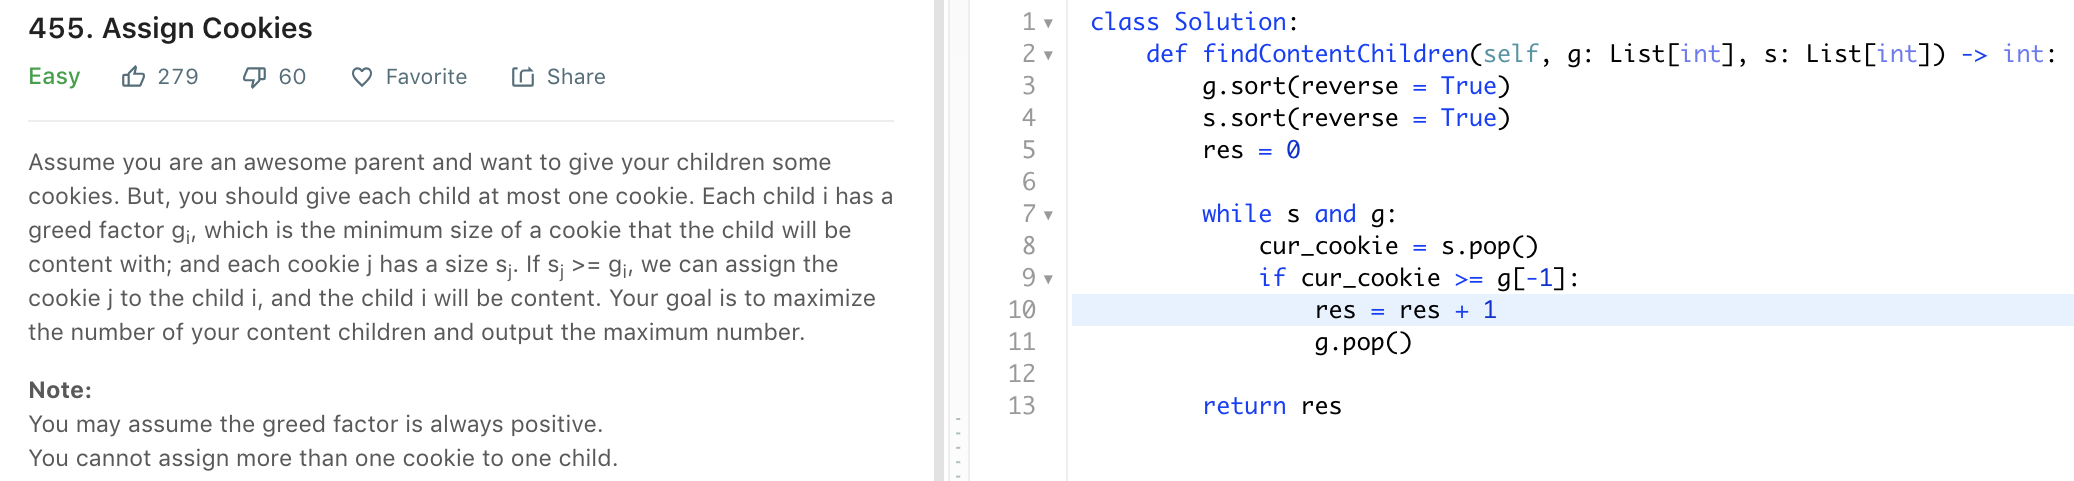 455. Assign Cookies
Easy 279 60 Favorite Share
Assume you are an awesome parent and want to give your children some
cookies. But, you should give each child at most one cookie. Each child i has a
greed factor gi, which is the minimum size of a cookie that the child will be
content with; and each cookie j has a size sj. If sj >= gi, we can assign the
cookie j to the child i, and the child i will be content. Your goal is to maximize
the number of your content children and output the maximum number.
Note:
You may assume the greed factor is always positive.
You cannot assign more than one cookie to one child.
1 class Solution:
2     def findContentChildren(self, g: List[int], s: List[int]) -> int:
3         g.sort(reverse = True)
4         s.sort(reverse = True)
5         res = 0
6
7         while s and g:
8             cur_cookie = s.pop()
9             if cur_cookie >= g[-1]:
10                 res = res + 1
11                 g.pop()
12
13         return res